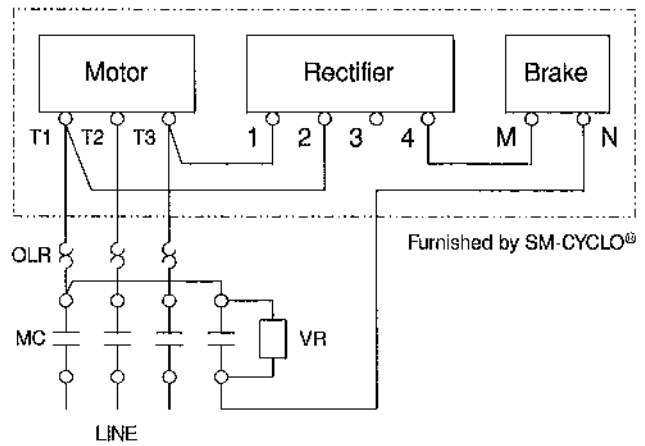 Motor Rectifier Brake
T1 T2 T3 1 2 3 4 M N
Furnished by SM-CYCLO®
OLR
MC VR
LINE